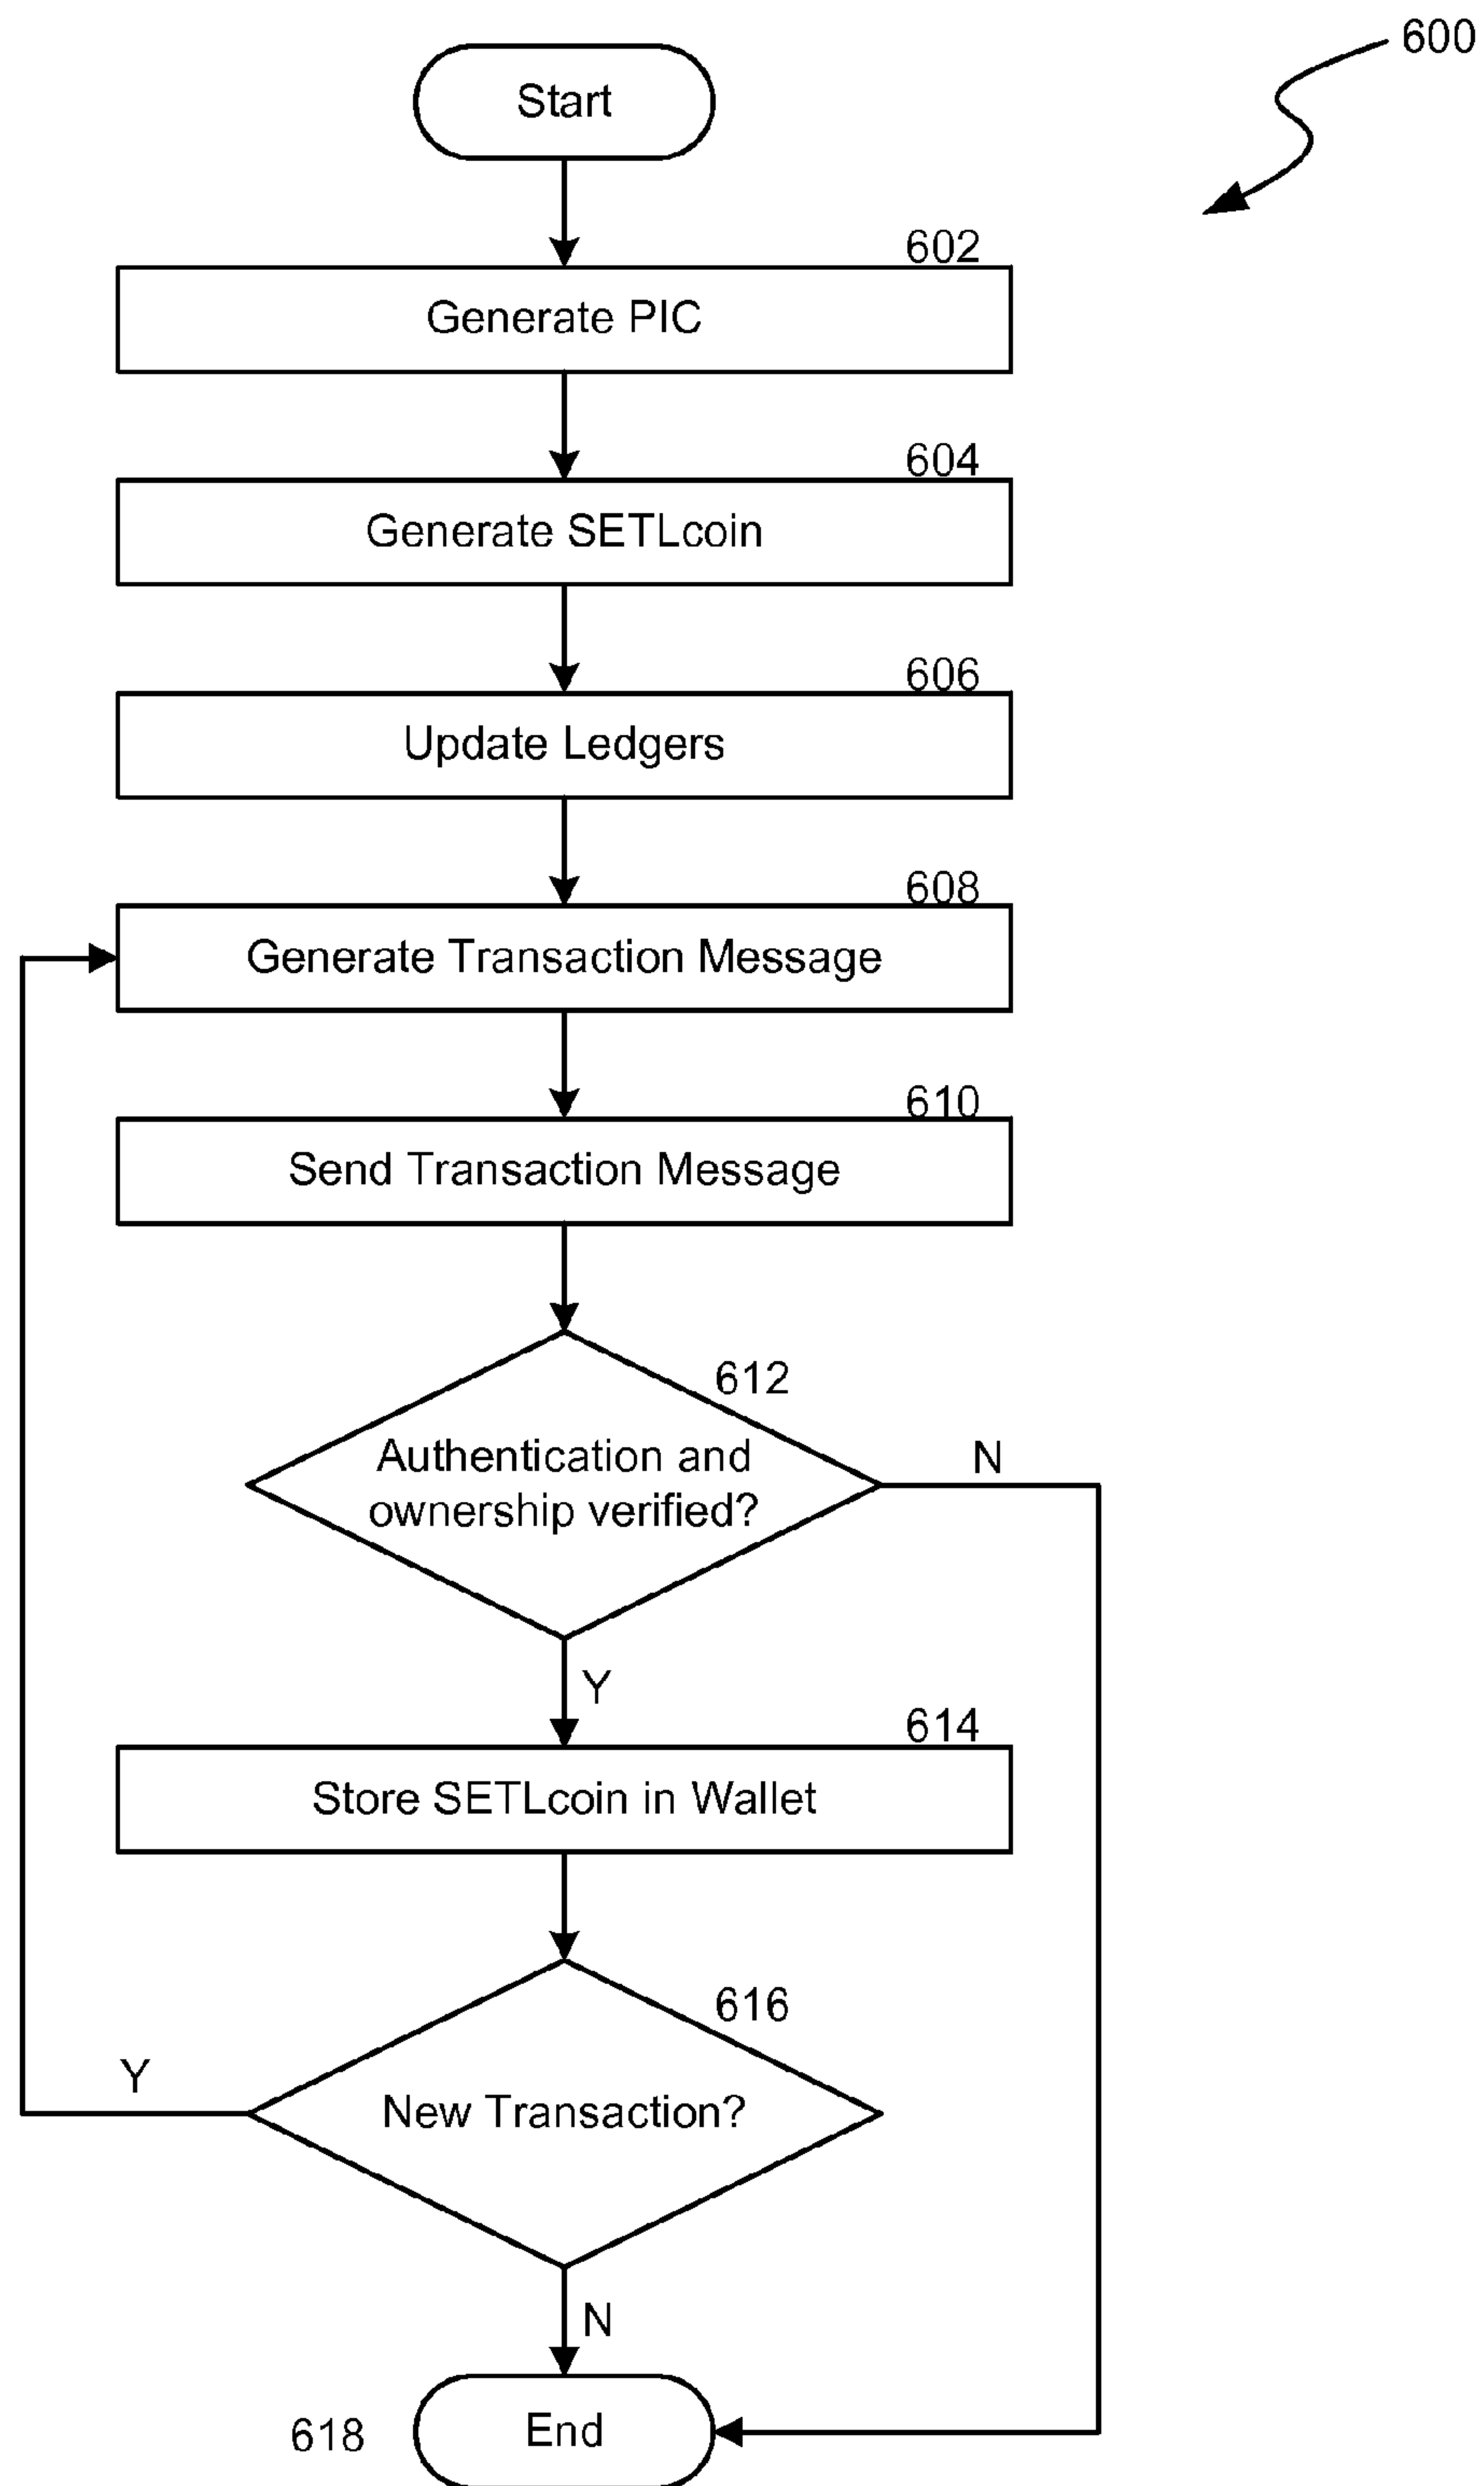 600
Start
602
Generate PIC
604
Generate SETLcoin
606
Update Ledgers
608
Generate Transaction Message
610
Send Transaction Message
612
Authentication and
ownership verified?
N
Y
614
Store SETLcoin in Wallet
616
New Transaction?
Y
N
618
End